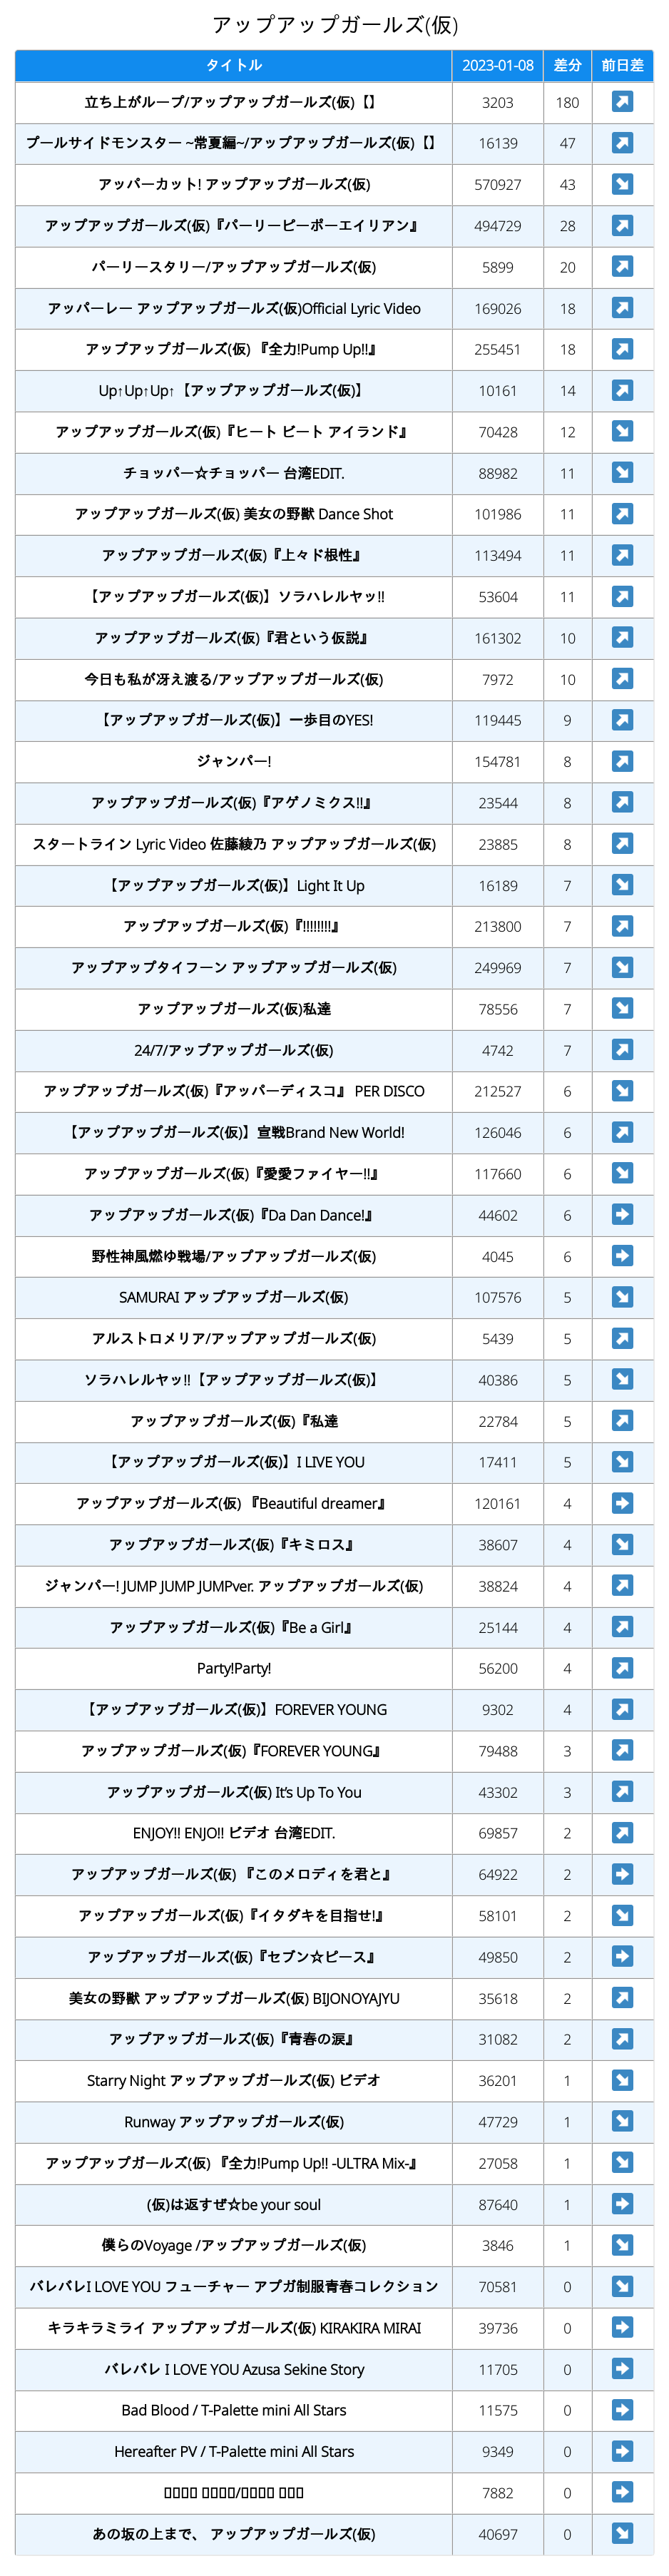 アップアップガールズ(仮)
タイトル 2023-01-08 差分 前日差
立ち上がループ/アップアップガールズ(仮)【】 3203 180 ↗
プールサイドモンスター ~常夏編~/アップアップガールズ(仮)【】 16139 47 ↗
アッパーカット! アップアップガールズ(仮) 570927 43 ↘
アップアップガールズ(仮)『パーリーピーポーエイリアン』 494729 28 ↗
パーリースタリー/アップアップガールズ(仮) 5899 20 ↗
アッパーレー アップアップガールズ(仮)Official Lyric Video 169026 18 ↗
アップアップガールズ(仮) 『全力!Pump Up!!』 255451 18 ↗
Up↑Up↑Up↑【アップアップガールズ(仮)】 10161 14 ↗
アップアップガールズ(仮)『ヒート ビート アイランド』 70428 12 ↘
チョッパー☆チョッパー 台湾EDIT. 88982 11 ↘
アップアップガールズ(仮) 美女の野獣 Dance Shot 101986 11 ↗
アップアップガールズ(仮)『上々ド根性』 113494 11 ↗
【アップアップガールズ(仮)】ソラハレルヤッ!! 53604 11 ↗
アップアップガールズ(仮)『君という仮説』 161302 10 ↗
今日も私が冴え渡る/アップアップガールズ(仮) 7972 10 ↗
【アップアップガールズ(仮)】一歩目のYES! 119445 9 ↗
ジャンパー! 154781 8 ↗
アップアップガールズ(仮)『アゲノミクス!!』 23544 8 ↗
スタートライン Lyric Video 佐藤綾乃 アップアップガールズ(仮) 23885 8 ↗
【アップアップガールズ(仮)】Light It Up 16189 7 ↘
アップアップガールズ(仮)『!!!!!!!!』 213800 7 ↗
アップアップタイフーン アップアップガールズ(仮) 249969 7 ↘
アップアップガールズ(仮)私達 78556 7 ↘
24/7/アップアップガールズ(仮) 4742 7 ↗
アップアップガールズ(仮)『アッパーディスコ』 PER DISCO 212527 6 ↘
【アップアップガールズ(仮)】宣戦Brand New World! 126046 6 ↗
アップアップガールズ(仮)『愛愛ファイヤー!!』 117660 6 ↘
アップアップガールズ(仮)『Da Dan Dance!』 44602 6 ➡
野性神風燃ゆ戦場/アップアップガールズ(仮) 4045 6 ➡
SAMURAI アップアップガールズ(仮) 107576 5 ↘
アルストロメリア/アップアップガールズ(仮) 5439 5 ↗
ソラハレルヤッ!!【アップアップガールズ(仮)】 40386 5 ↘
アップアップガールズ(仮)『私達 22784 5 ↗
【アップアップガールズ(仮)】I LIVE YOU 17411 5 ↘
アップアップガールズ(仮) 『Beautiful dreamer』 120161 4 ➡
アップアップガールズ(仮)『キミロス』 38607 4 ↘
ジャンパー! JUMP JUMP JUMPver. アップアップガールズ(仮) 38824 4 ↗
アップアップガールズ(仮)『Be a Girl』 25144 4 ↗
Party!Party! 56200 4 ↗
【アップアップガールズ(仮)】FOREVER YOUNG 9302 4 ↗
アップアップガールズ(仮)『FOREVER YOUNG』 79488 3 ↗
アップアップガールズ(仮) It's Up To You 43302 3 ↗
ENJOY!! ENJO!! ビデオ 台湾EDIT. 69857 2 ↗
アップアップガールズ(仮) 『このメロディを君と』 64922 2 ➡
アップアップガールズ(仮)『イタダキを目指せ!』 58101 2 ↘
アップアップガールズ(仮)『セブン☆ピース』 49850 2 ➡
美女の野獣 アップアップガールズ(仮) BIJONOYAJYU 35618 2 ↗
アップアップガールズ(仮)『青春の涙』 31082 2 ↗
Starry Night アップアップガールズ(仮) ビデオ 36201 1 ↘
Runway アップアップガールズ(仮) 47729 1 ↘
アップアップガールズ(仮) 『全力!Pump Up!! -ULTRA Mix-』 27058 1 ↘
(仮)は返すぜ☆be your soul 87640 1 ➡
僕らのVoyage /アップアップガールズ(仮) 3846 1 ↘
バレバレI LOVE YOU フューチャー アプガ制服青春コレクション 70581 0 ↘
キラキラミライ アップアップガールズ(仮) KIRAKIRA MIRAI 39736 0 ➡
バレバレ I LOVE YOU Azusa Sekine Story 11705 0 ➡
Bad Blood / T-Palette mini All Stars 11575 0 ➡
Hereafter PV / T-Palette mini All Stars 9349 0 ➡
▯▯▯▯ ▯▯▯▯/▯▯▯▯ ▯▯▯ 7882 0 ➡
あの坂の上まで、 アップアップガールズ(仮) 40697 0 ↘